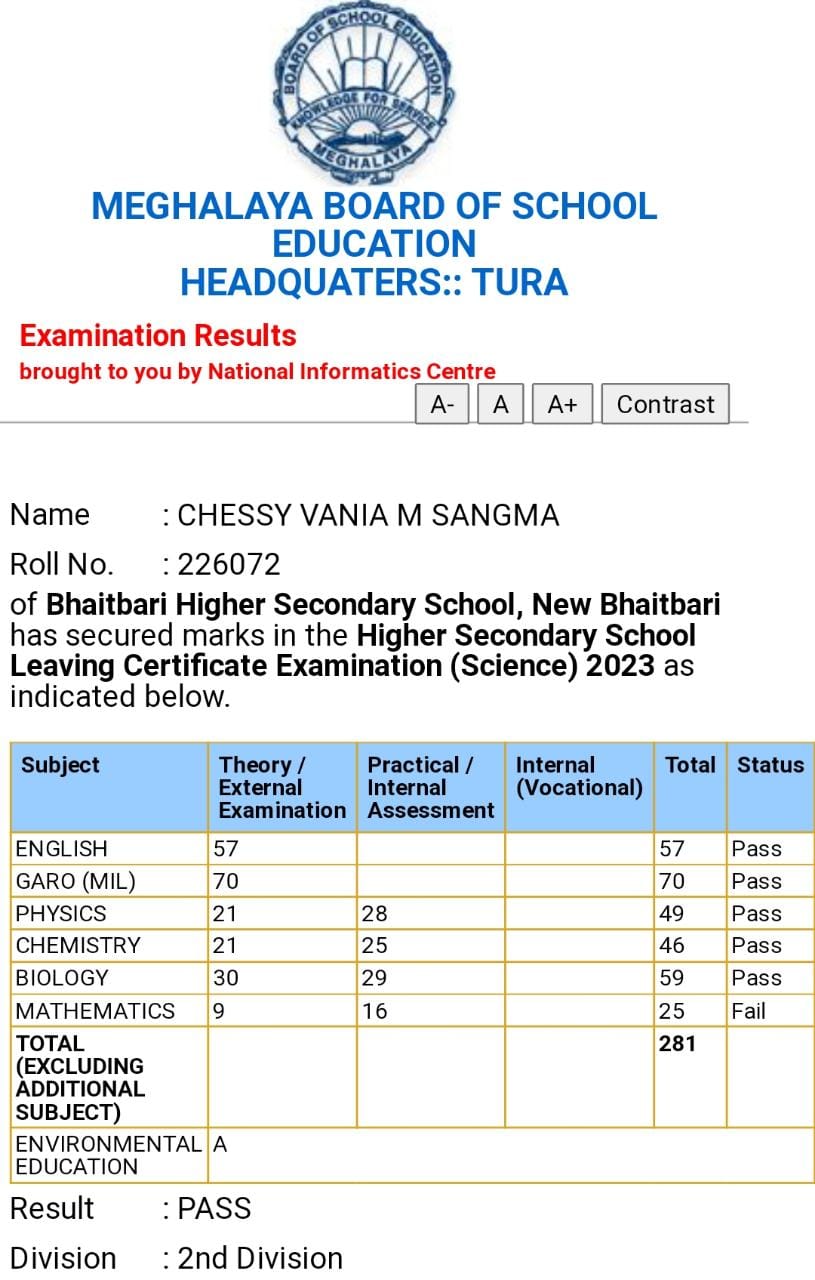 BOARD OF SCHOOL EDUCATION
KNOWLEDGE FOR SERVICE
MEGHALAYA
MEGHALAYA BOARD OF SCHOOL
EDUCATION
HEADQUATERS:: TURA
Examination Results
brought to you by National Informatics Centre
A- A A+ Contrast
Name : CHESSY VANIA M SANGMA
Roll No. : 226072
of Bhaitbari Higher Secondary School, New Bhaitbari
has secured marks in the Higher Secondary School
Leaving Certificate Examination (Science) 2023 as
indicated below.
Subject Theory / External Examination Practical / Internal Assessment Internal (Vocational) Total Status
ENGLISH 57 57 Pass
GARO (MIL) 70 70 Pass
PHYSICS 21 28 49 Pass
CHEMISTRY 21 25 46 Pass
BIOLOGY 30 29 59 Pass
MATHEMATICS 9 16 25 Fail
TOTAL (EXCLUDING ADDITIONAL SUBJECT) 281
ENVIRONMENTAL EDUCATION A
Result : PASS
Division : 2nd Division